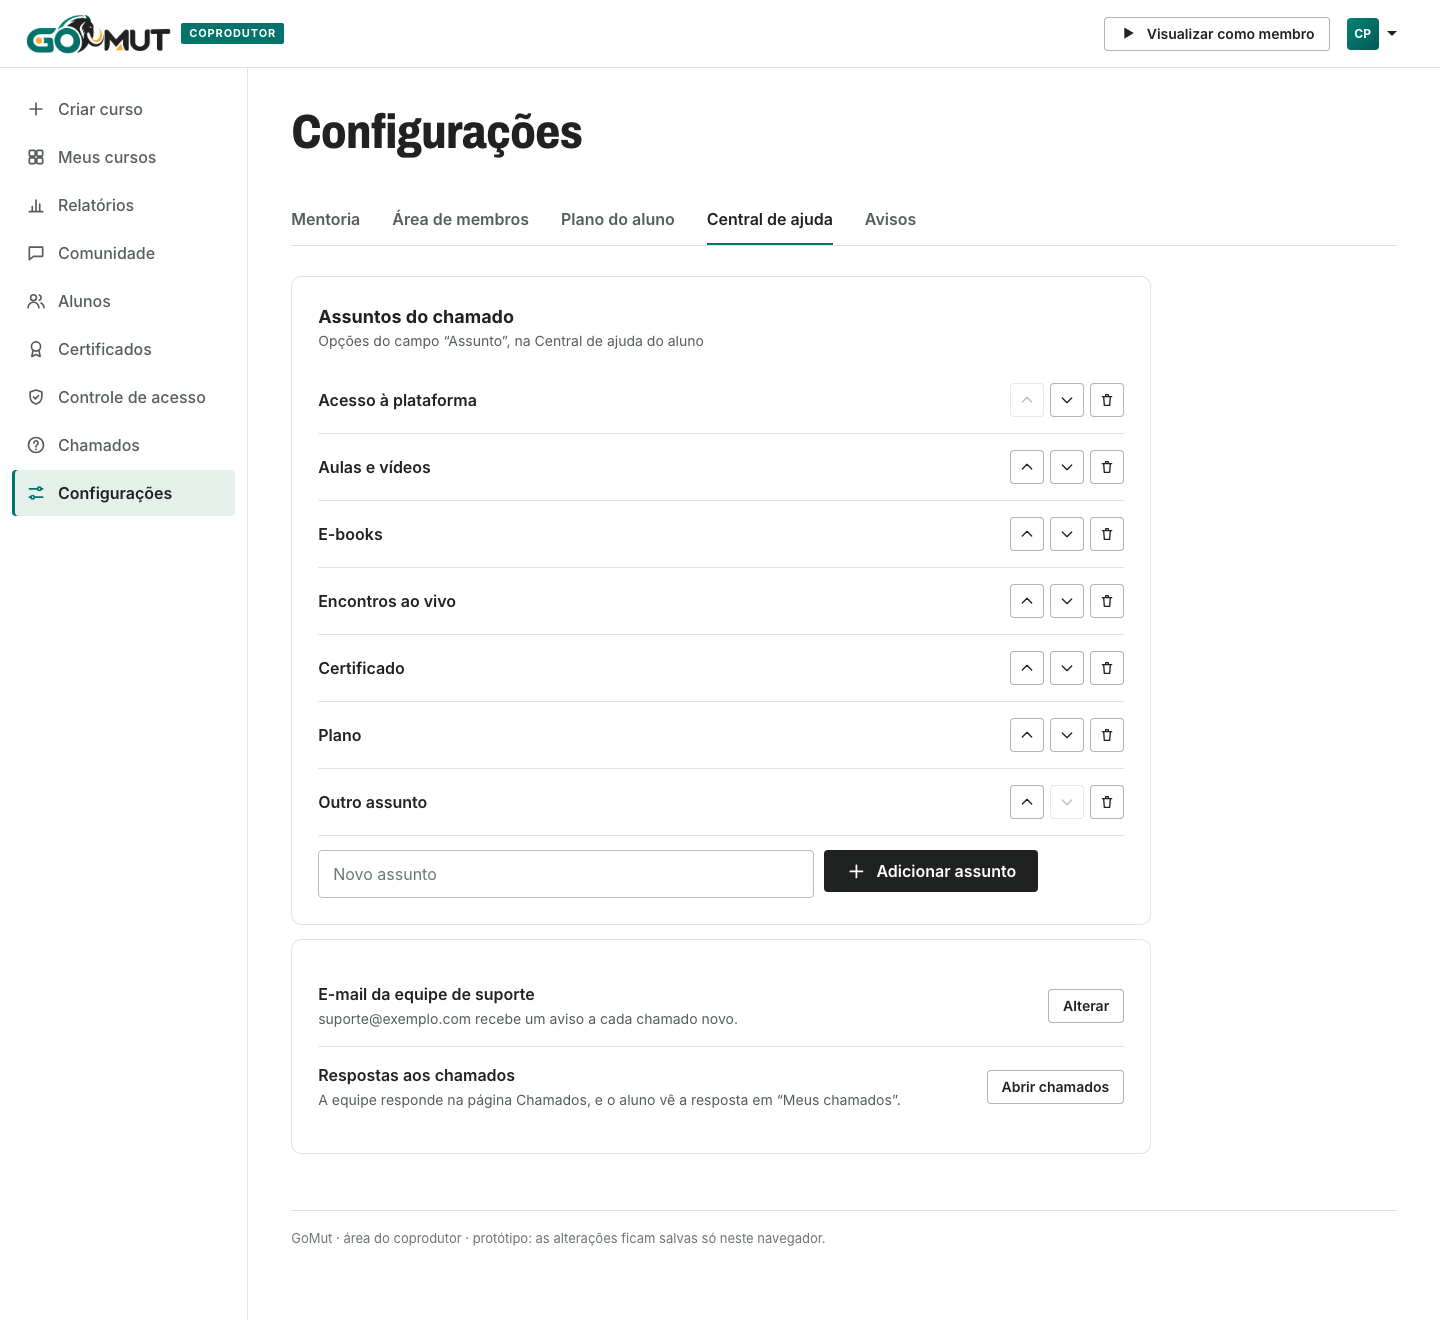 GOMUT
COPRODUTOR
Visualizar como membro
CP
Criar curso
Meus cursos
Relatórios
Comunidade
Alunos
Certificados
Controle de acesso
Chamados
Configurações
Configurações
Mentoria
Área de membros
Plano do aluno
Central de ajuda
Avisos
Assuntos do chamado
Opções do campo “Assunto”, na Central de ajuda do aluno
Acesso à plataforma
Aulas e vídeos
E-books
Encontros ao vivo
Certificado
Plano
Outro assunto
Novo assunto
Adicionar assunto
E-mail da equipe de suporte
suporte@exemplo.com recebe um aviso a cada chamado novo.
Alterar
Respostas aos chamados
A equipe responde na página Chamados, e o aluno vê a resposta em “Meus chamados”.
Abrir chamados
GoMut · área do coprodutor · protótipo: as alterações ficam salvas só neste navegador.